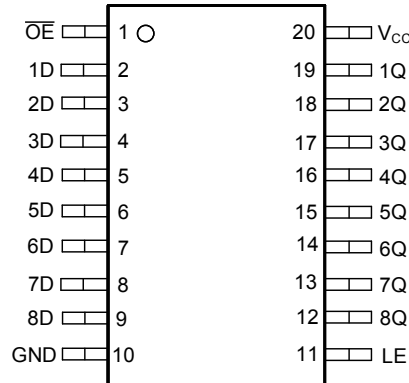 OE 1 20 VCC
1D 2 19 1Q
2D 3 18 2Q
3D 4 17 3Q
4D 5 16 4Q
5D 6 15 5Q
6D 7 14 6Q
7D 8 13 7Q
8D 9 12 8Q
GND 10 11 LE